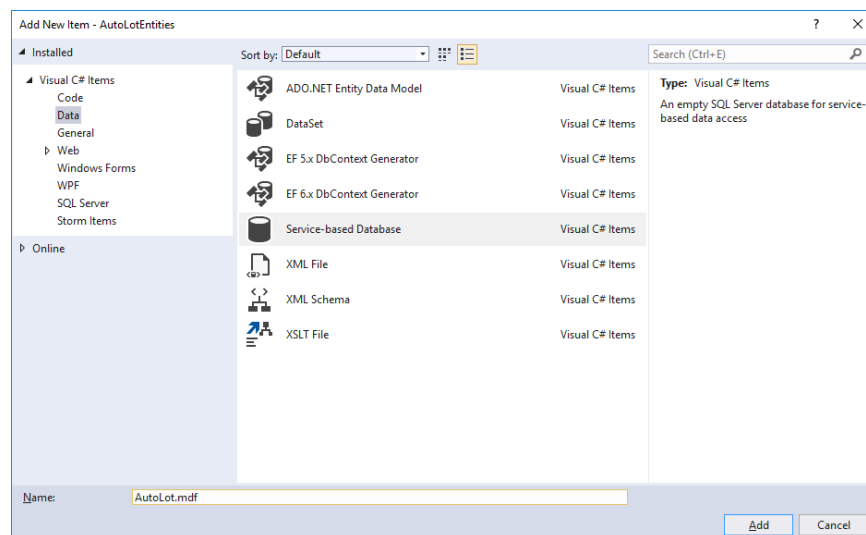 Add New Item - AutoLotEntities
? X
Installed
Sort by: Default
Search (Ctrl+E)
Visual C# Items
Code
Data
General
Web
Windows Forms
WPF
SQL Server
Storm Items
Online
ADO.NET Entity Data Model Visual C# Items
DataSet Visual C# Items
EF 5.x DbContext Generator Visual C# Items
EF 6.x DbContext Generator Visual C# Items
Service-based Database Visual C# Items
XML File Visual C# Items
XML Schema Visual C# Items
XSLT File Visual C# Items
Type: Visual C# Items
An empty SQL Server database for service-
based data access
Name: AutoLot.mdf
Add Cancel